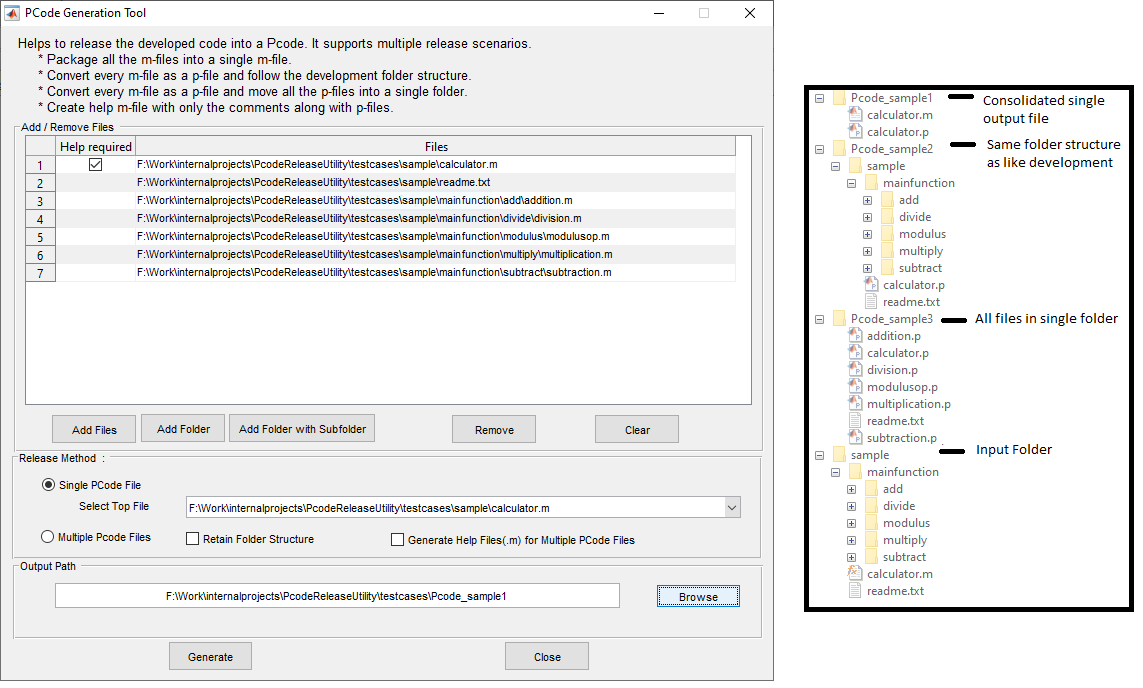 PCode Generation Tool
Helps to release the developed code into a Pcode. It supports multiple release scenarios.
* Package all the m-files into a single m-file.
* Convert every m-file as a p-file and follow the development folder structure.
* Convert every m-file as a p-file and move all the p-files into a single folder.
* Create help m-file with only the comments along with p-files.
Add / Remove Files
Help required Files
1 F:\Work\internalprojects\PcodeReleaseUtility\testcases\sample\calculator.m
2 F:\Work\internalprojects\PcodeReleaseUtility\testcases\sample\readme.txt
3 F:\Work\internalprojects\PcodeReleaseUtility\testcases\sample\mainfunction\add\addition.m
4 F:\Work\internalprojects\PcodeReleaseUtility\testcases\sample\mainfunction\divide\division.m
5 F:\Work\internalprojects\PcodeReleaseUtility\testcases\sample\mainfunction\modulus\modulusop.m
6 F:\Work\internalprojects\PcodeReleaseUtility\testcases\sample\mainfunction\multiply\multiplication.m
7 F:\Work\internalprojects\PcodeReleaseUtility\testcases\sample\mainfunction\subtract\subtraction.m
Add Files Add Folder Add Folder with Subfolder Remove Clear
Release Method :
Single PCode File
Select Top File F:\Work\internalprojects\PcodeReleaseUtility\testcases\sample\calculator.m
Multiple Pcode Files Retain Folder Structure Generate Help Files(.m) for Multiple PCode Files
Output Path
F:\Work\internalprojects\PcodeReleaseUtility\testcases\Pcode_sample1 Browse
Generate Close
Pcode_sample1 Consolidated single
output file
calculator.m
calculator.p
Pcode_sample2 Same folder structure
as like development
sample
mainfunction
add
divide
modulus
multiply
subtract
calculator.p
readme.txt
Pcode_sample3 All files in single folder
addition.p
calculator.p
division.p
modulusop.p
multiplication.p
readme.txt
subtraction.p
sample Input Folder
mainfunction
add
divide
modulus
multiply
subtract
calculator.m
readme.txt